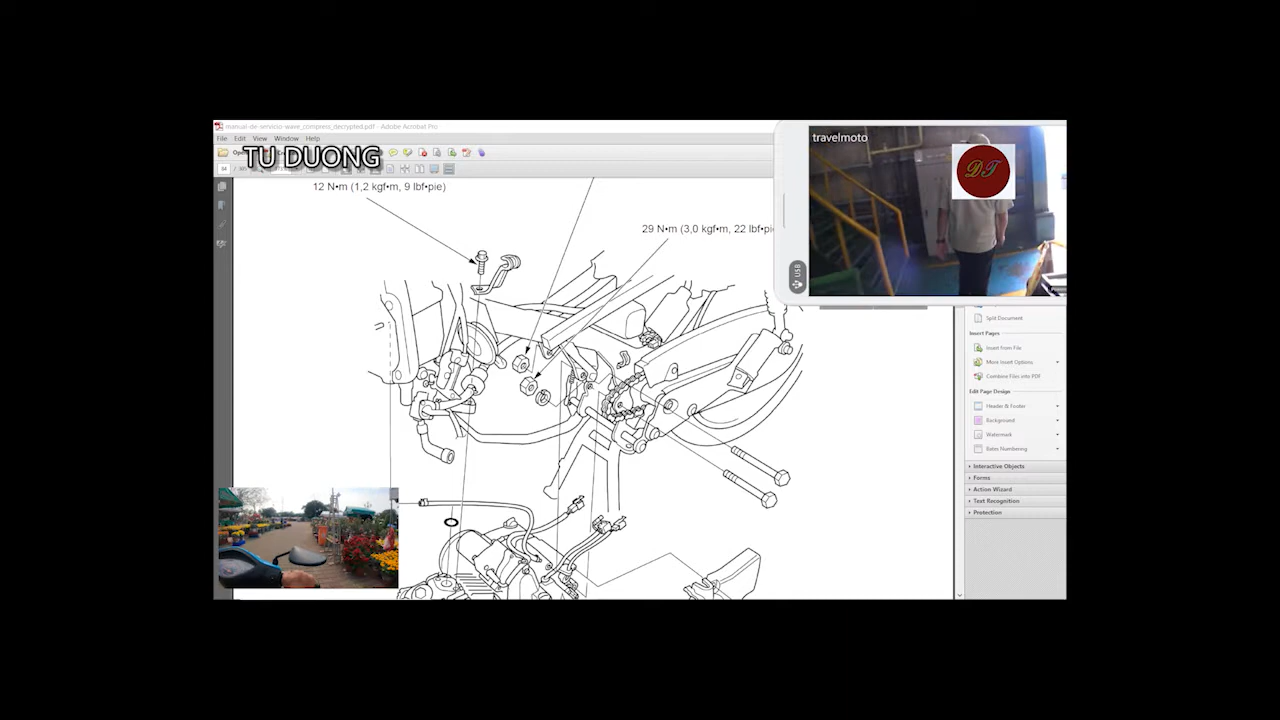 manual-de-servicio-wave_compress_decrypted.pdf - Adobe Acrobat Pro
File Edit View Window Help
TU DUONG
travelmoto
DT
USB
12 N•m (1,2 kgf•m, 9 lbf•pie)
29 N•m (3,0 kgf•m, 22 lbf•pie
Split Document
Insert Pages
Insert from File
More Insert Options
Combine Files into PDF
Edit Page Design
Header & Footer
Background
Watermark
Bates Numbering
Interactive Objects
Forms
Action Wizard
Text Recognition
Protection